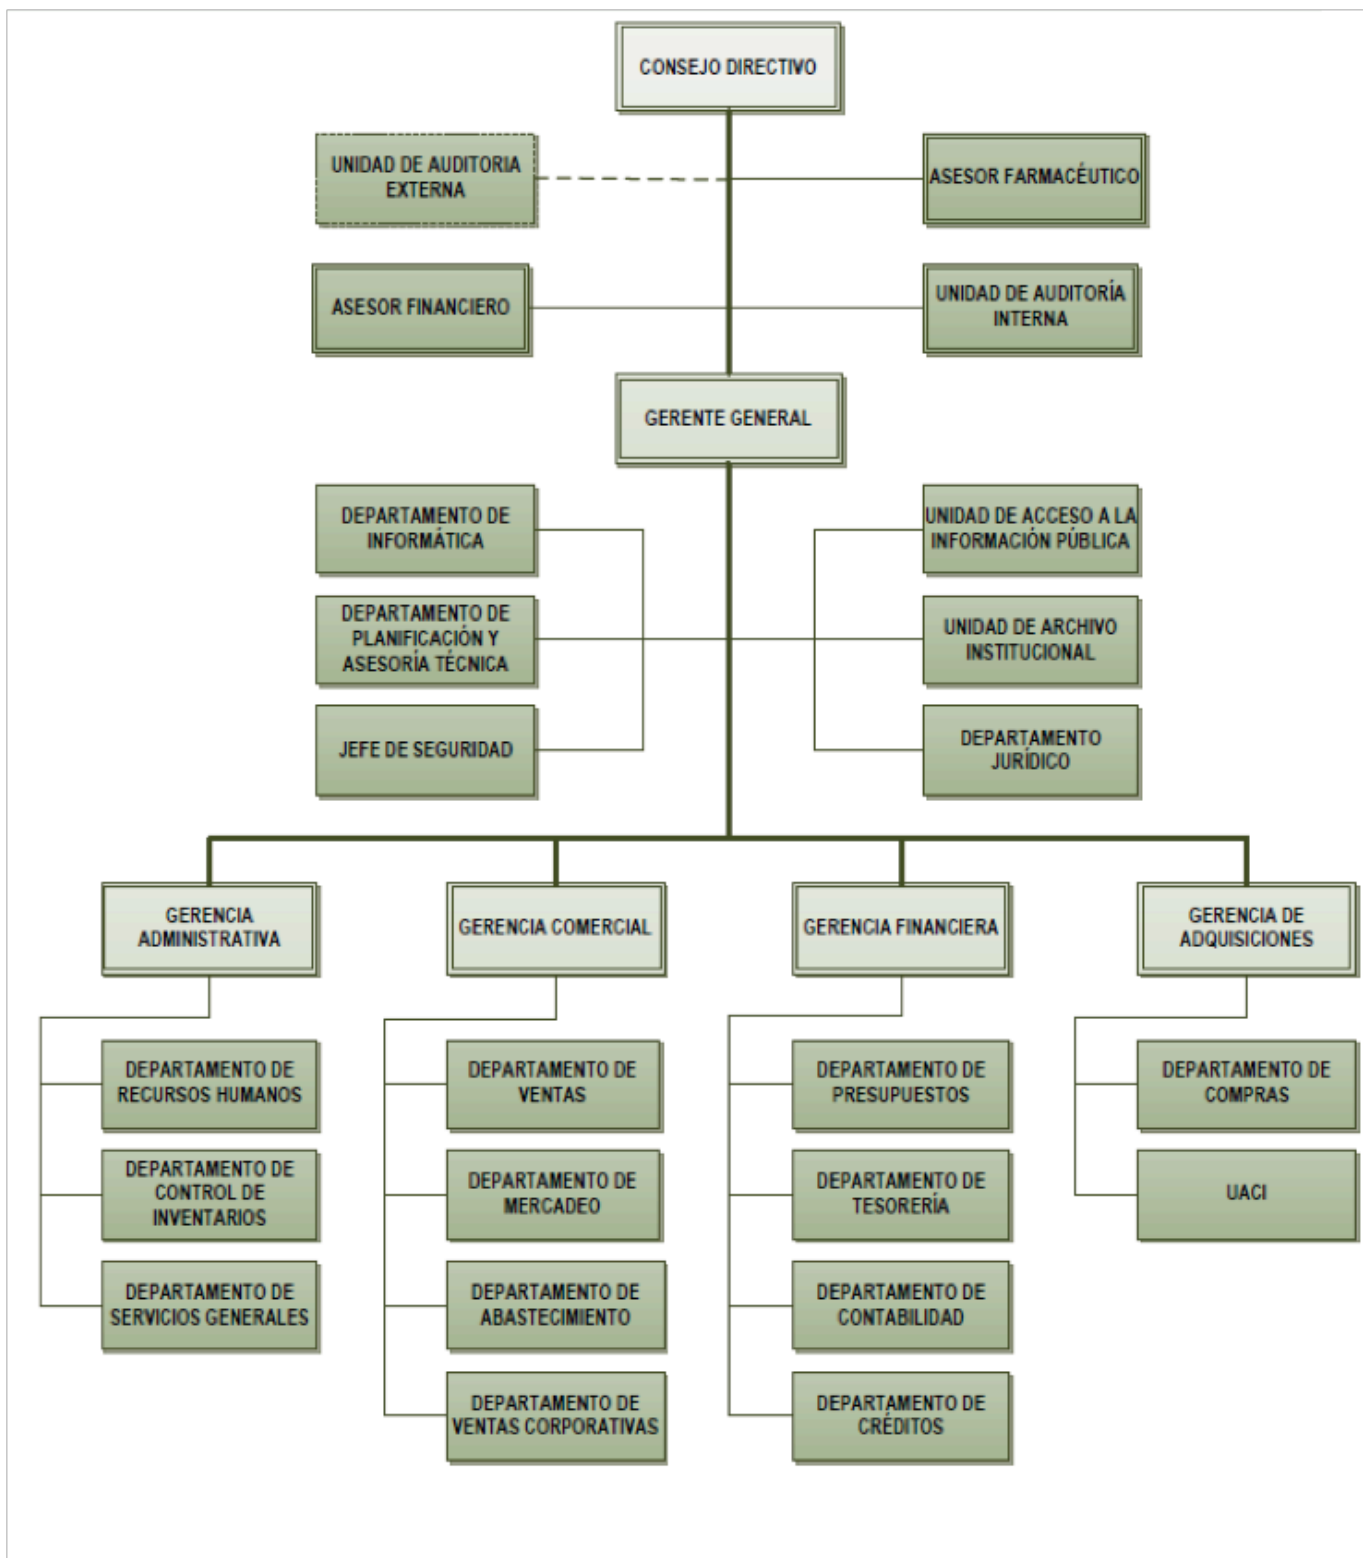 CONSEJO DIRECTIVO
UNIDAD DE AUDITORIA
EXTERNA
ASESOR FARMACÉUTICO
ASESOR FINANCIERO
UNIDAD DE AUDITORÍA
INTERNA
GERENTE GENERAL
DEPARTAMENTO DE
INFORMÁTICA
UNIDAD DE ACCESO A LA
INFORMACIÓN PÚBLICA
DEPARTAMENTO DE
PLANIFICACIÓN Y
ASESORÍA TÉCNICA
UNIDAD DE ARCHIVO
INSTITUCIONAL
JEFE DE SEGURIDAD
DEPARTAMENTO
JURÍDICO
GERENCIA
ADMINISTRATIVA
GERENCIA COMERCIAL
GERENCIA FINANCIERA
GERENCIA DE
ADQUISICIONES
DEPARTAMENTO DE
RECURSOS HUMANOS
DEPARTAMENTO DE
CONTROL DE
INVENTARIOS
DEPARTAMENTO DE
SERVICIOS GENERALES
DEPARTAMENTO DE
VENTAS
DEPARTAMENTO DE
MERCADEO
DEPARTAMENTO DE
ABASTECIMIENTO
DEPARTAMENTO DE
VENTAS CORPORATIVAS
DEPARTAMENTO DE
PRESUPUESTOS
DEPARTAMENTO DE
TESORERÍA
DEPARTAMENTO DE
CONTABILIDAD
DEPARTAMENTO DE
CRÉDITOS
DEPARTAMENTO DE
COMPRAS
UACI